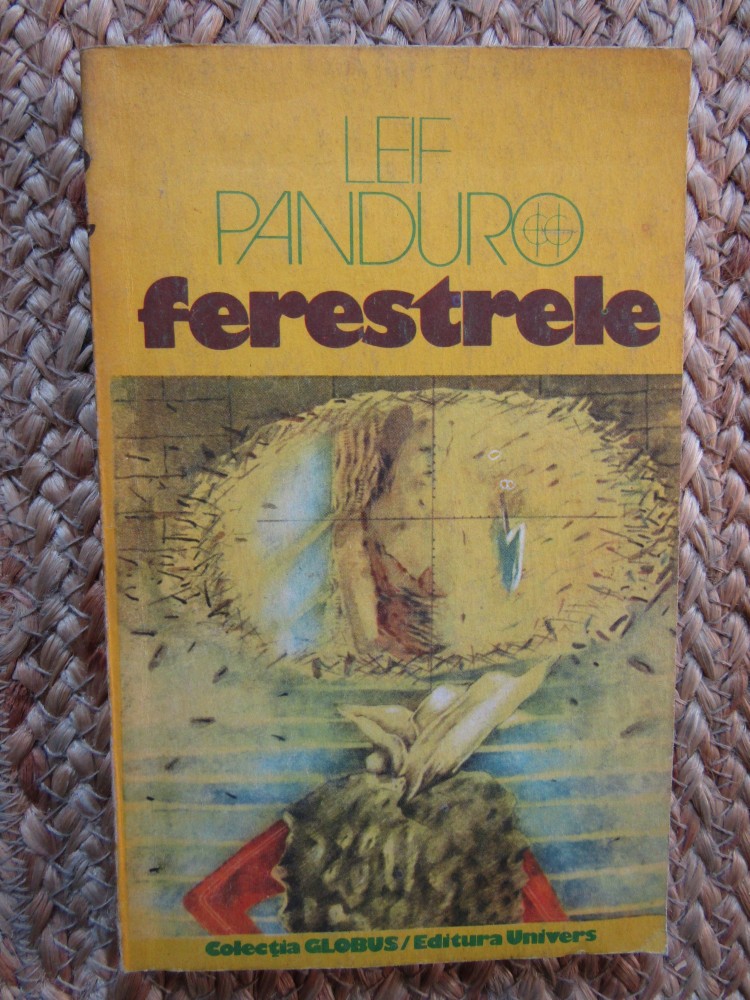 LEIF
PANDURO
ferestrele
Colecția GLOBUS/Editura Univers